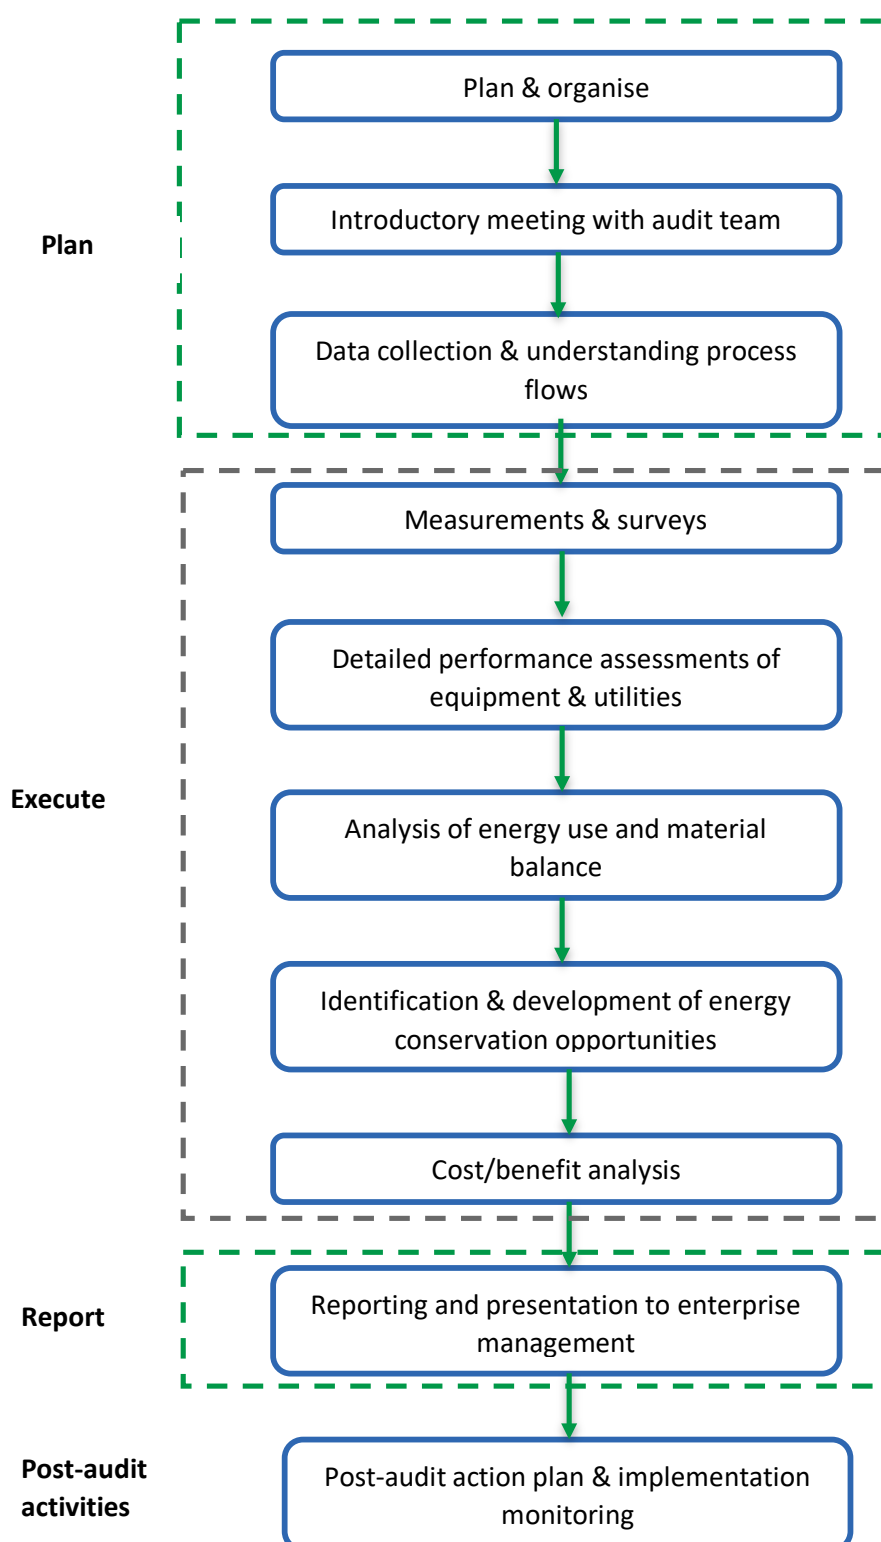 Plan & organise
Introductory meeting with audit team
Plan
Data collection & understanding process
flows
Measurements & surveys
Detailed performance assessments of
equipment & utilities
Execute
Analysis of energy use and material
balance
Identification & development of energy
conservation opportunities
Cost/benefit analysis
Report
Reporting and presentation to enterprise
management
Post-audit
activities
Post-audit action plan & implementation
monitoring